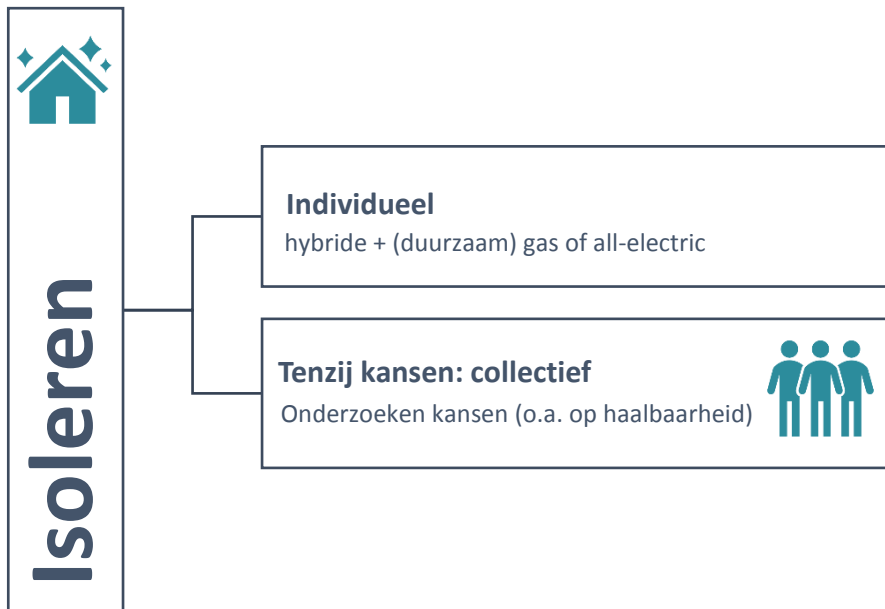 Isoleren
Individueel
hybride + (duurzaam) gas of all-electric
Tenzij kansen: collectief
Onderzoeken kansen (o.a. op haalbaarheid)